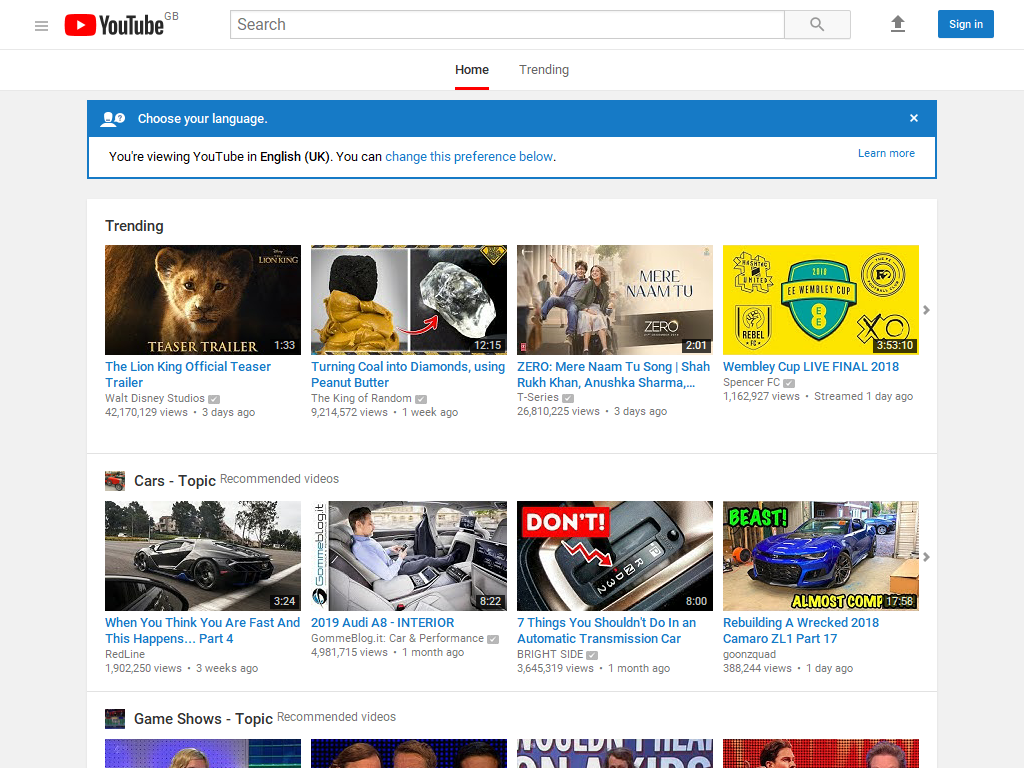 YouTube GB
Search
Sign in
Home
Trending
Choose your language.
×
You're viewing YouTube in English (UK). You can change this preference below.
Learn more
Trending
Disney
THE LION KING
TEASER TRAILER
1:33
12:15
MERE
NAAM TU
ZERO
2:01
HASHTAG
UNITED
2018
EE WEMBLEY CUP
EE
REBEL
FC
XO
3:53:10
The Lion King Official Teaser
Trailer
Walt Disney Studios
42,170,129 views • 3 days ago
Turning Coal into Diamonds, using
Peanut Butter
The King of Random
9,214,572 views • 1 week ago
ZERO: Mere Naam Tu Song | Shah
Rukh Khan, Anushka Sharma,...
T-Series
26,810,225 views • 3 days ago
Wembley Cup LIVE FINAL 2018
Spencer FC
1,162,927 views • Streamed 1 day ago
Cars - Topic Recommended videos
3:24
Gommeblog.it
8:22
DON'T!
R
N
D
3
2
8:00
BEAST!
ALMOST COMP
17:58
When You Think You Are Fast And
This Happens... Part 4
RedLine
1,902,250 views • 3 weeks ago
2019 Audi A8 - INTERIOR
GommeBlog.it: Car & Performance
4,981,715 views • 1 month ago
7 Things You Shouldn't Do in an
Automatic Transmission Car
BRIGHT SIDE
3,645,319 views • 1 month ago
Rebuilding A Wrecked 2018
Camaro ZL1 Part 17
goonzquad
388,244 views • 1 day ago
Game Shows - Topic Recommended videos